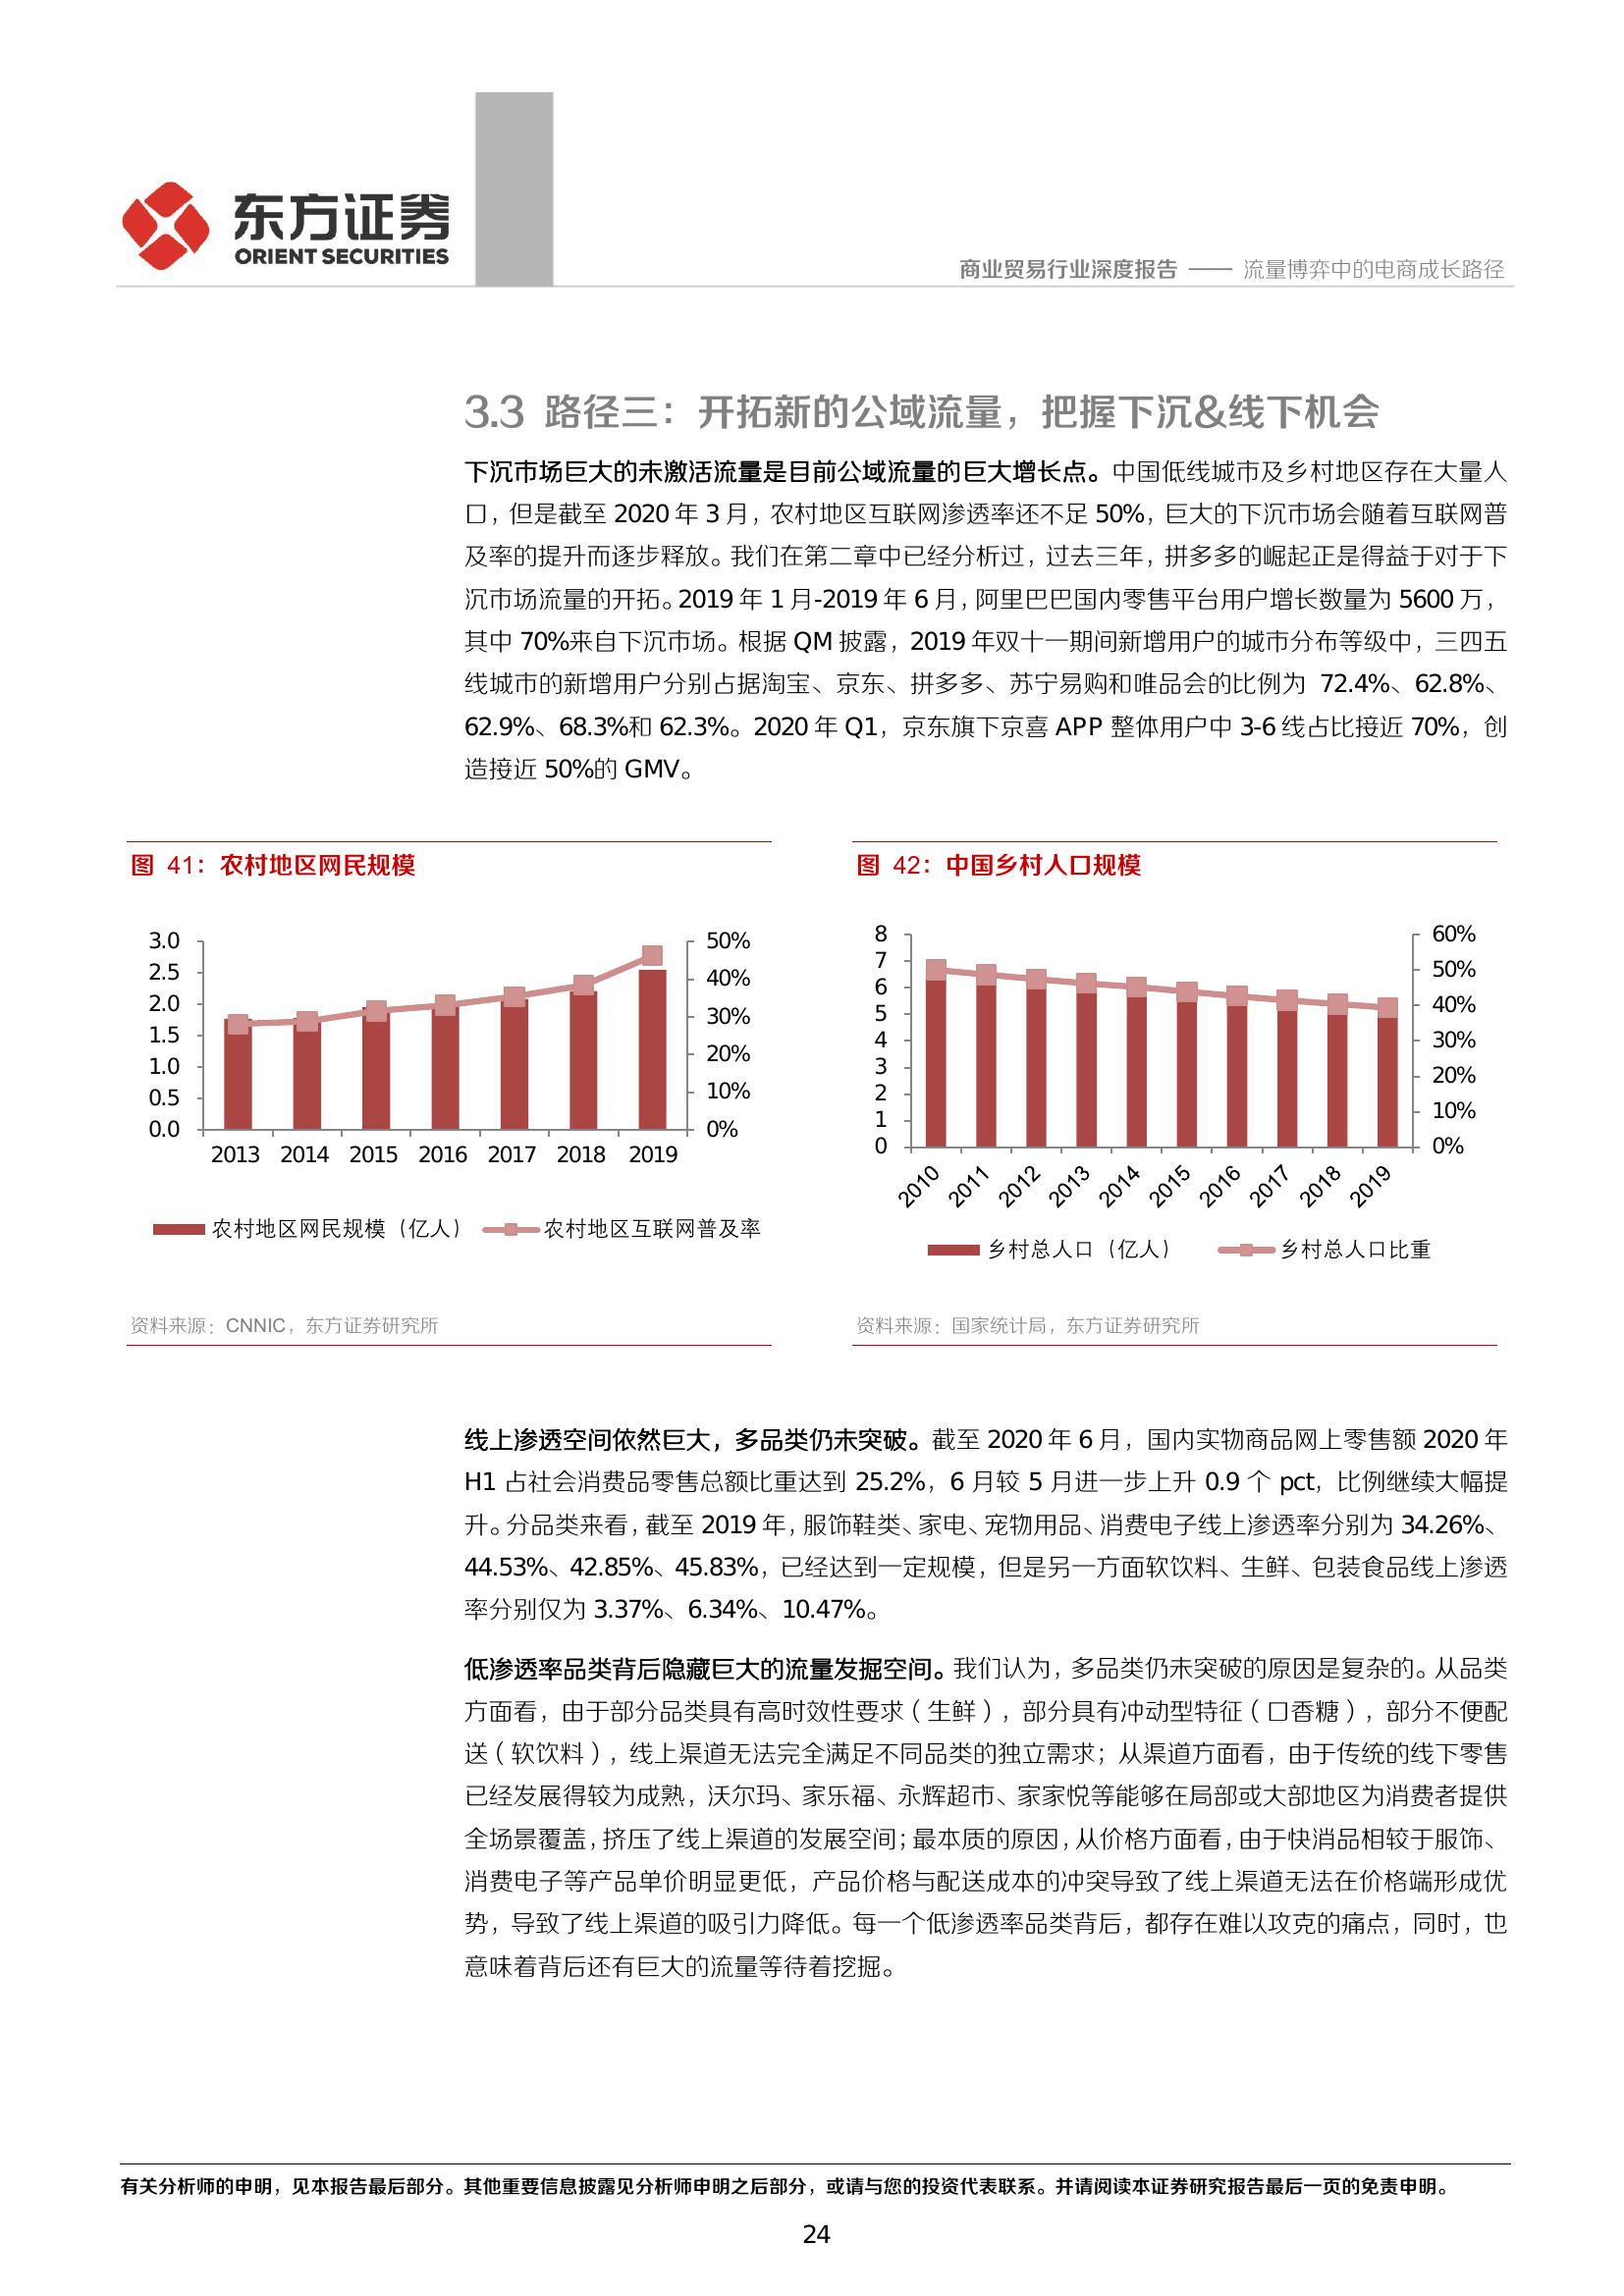 东方证券
ORIENT SECURITIES
商业贸易行业深度报告 —— 流量博弈中的电商成长路径
3.3 路径三：开拓新的公域流量，把握下沉&线下机会
下沉市场巨大的未激活流量是目前公域流量的巨大增长点。中国低线城市及乡村地区存在大量人
口，但是截至 2020 年 3 月，农村地区互联网渗透率还不足 50%，巨大的下沉市场会随着互联网普
及率的提升而逐步释放。我们在第二章中已经分析过，过去三年，拼多多的崛起正是得益于对于下
沉市场流量的开拓。2019 年 1 月-2019 年 6 月，阿里巴巴国内零售平台用户增长数量为 5600 万，
其中 70%来自下沉市场。根据 QM 披露，2019 年双十一期间新增用户的城市分布等级中，三四五
线城市的新增用户分别占据淘宝、京东、拼多多、苏宁易购和唯品会的比例为 72.4%、62.8%、
62.9%、68.3%和 62.3%。2020 年 Q1，京东旗下京喜 APP 整体用户中 3-6 线占比接近 70%，创
造接近 50%的 GMV。
图 41：农村地区网民规模
3.0
2.5
2.0
1.5
1.0
0.5
0.0
50%
40%
30%
20%
10%
0%
2013 2014 2015 2016 2017 2018 2019
农村地区网民规模（亿人） 农村地区互联网普及率
资料来源：CNNIC，东方证券研究所
图 42：中国乡村人口规模
8
7
6
5
4
3
2
1
0
60%
50%
40%
30%
20%
10%
0%
2010 2011 2012 2013 2014 2015 2016 2017 2018 2019
乡村总人口（亿人） 乡村总人口比重
资料来源：国家统计局，东方证券研究所
线上渗透空间依然巨大，多品类仍未突破。截至 2020 年 6 月，国内实物商品网上零售额 2020 年
H1 占社会消费品零售总额比重达到 25.2%，6 月较 5 月进一步上升 0.9 个 pct，比例继续大幅提
升。分品类来看，截至 2019 年，服饰鞋类、家电、宠物用品、消费电子线上渗透率分别为 34.26%、
44.53%、42.85%、45.83%，已经达到一定规模，但是另一方面软饮料、生鲜、包装食品线上渗透
率分别仅为 3.37%、6.34%、10.47%。
低渗透率品类背后隐藏巨大的流量发掘空间。我们认为，多品类仍未突破的原因是复杂的。从品类
方面看，由于部分品类具有高时效性要求（生鲜），部分具有冲动型特征（口香糖），部分不便配
送（软饮料），线上渠道无法完全满足不同品类的独立需求；从渠道方面看，由于传统的线下零售
已经发展得较为成熟，沃尔玛、家乐福、永辉超市、家家悦等能够在局部或大部地区为消费者提供
全场景覆盖，挤压了线上渠道的发展空间；最本质的原因，从价格方面看，由于快消品相较于服饰、
消费电子等产品单价明显更低，产品价格与配送成本的冲突导致了线上渠道无法在价格端形成优
势，导致了线上渠道的吸引力降低。每一个低渗透率品类背后，都存在难以攻克的痛点，同时，也
意味着背后还有巨大的流量等待着挖掘。
有关分析师的申明，见本报告最后部分。其他重要信息披露见分析师申明之后部分，或请与您的投资代表联系。并请阅读本证券研究报告最后一页的免责申明。
24